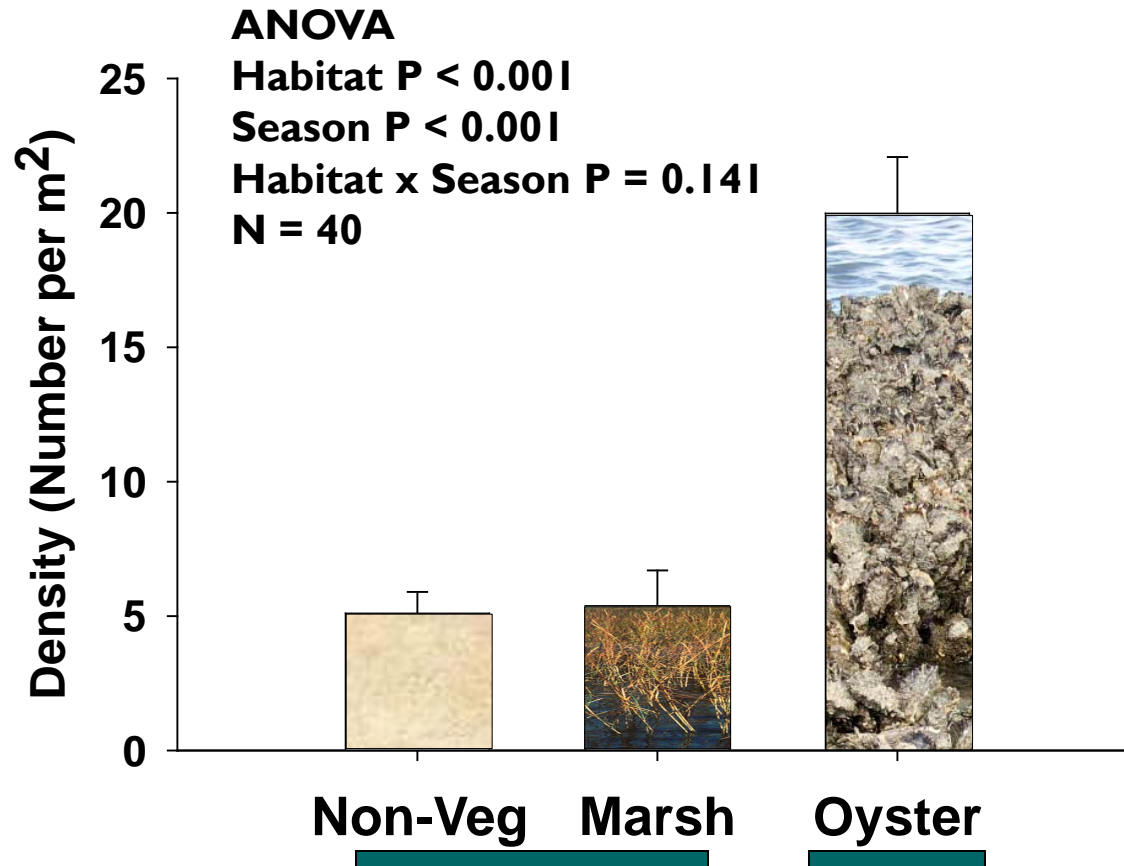 ANOVA
Habitat P < 0.001
Season P < 0.001
Habitat x Season P = 0.141
N = 40
Density (Number per m²)
25
20
15
10
5
0
Non-Veg Marsh Oyster